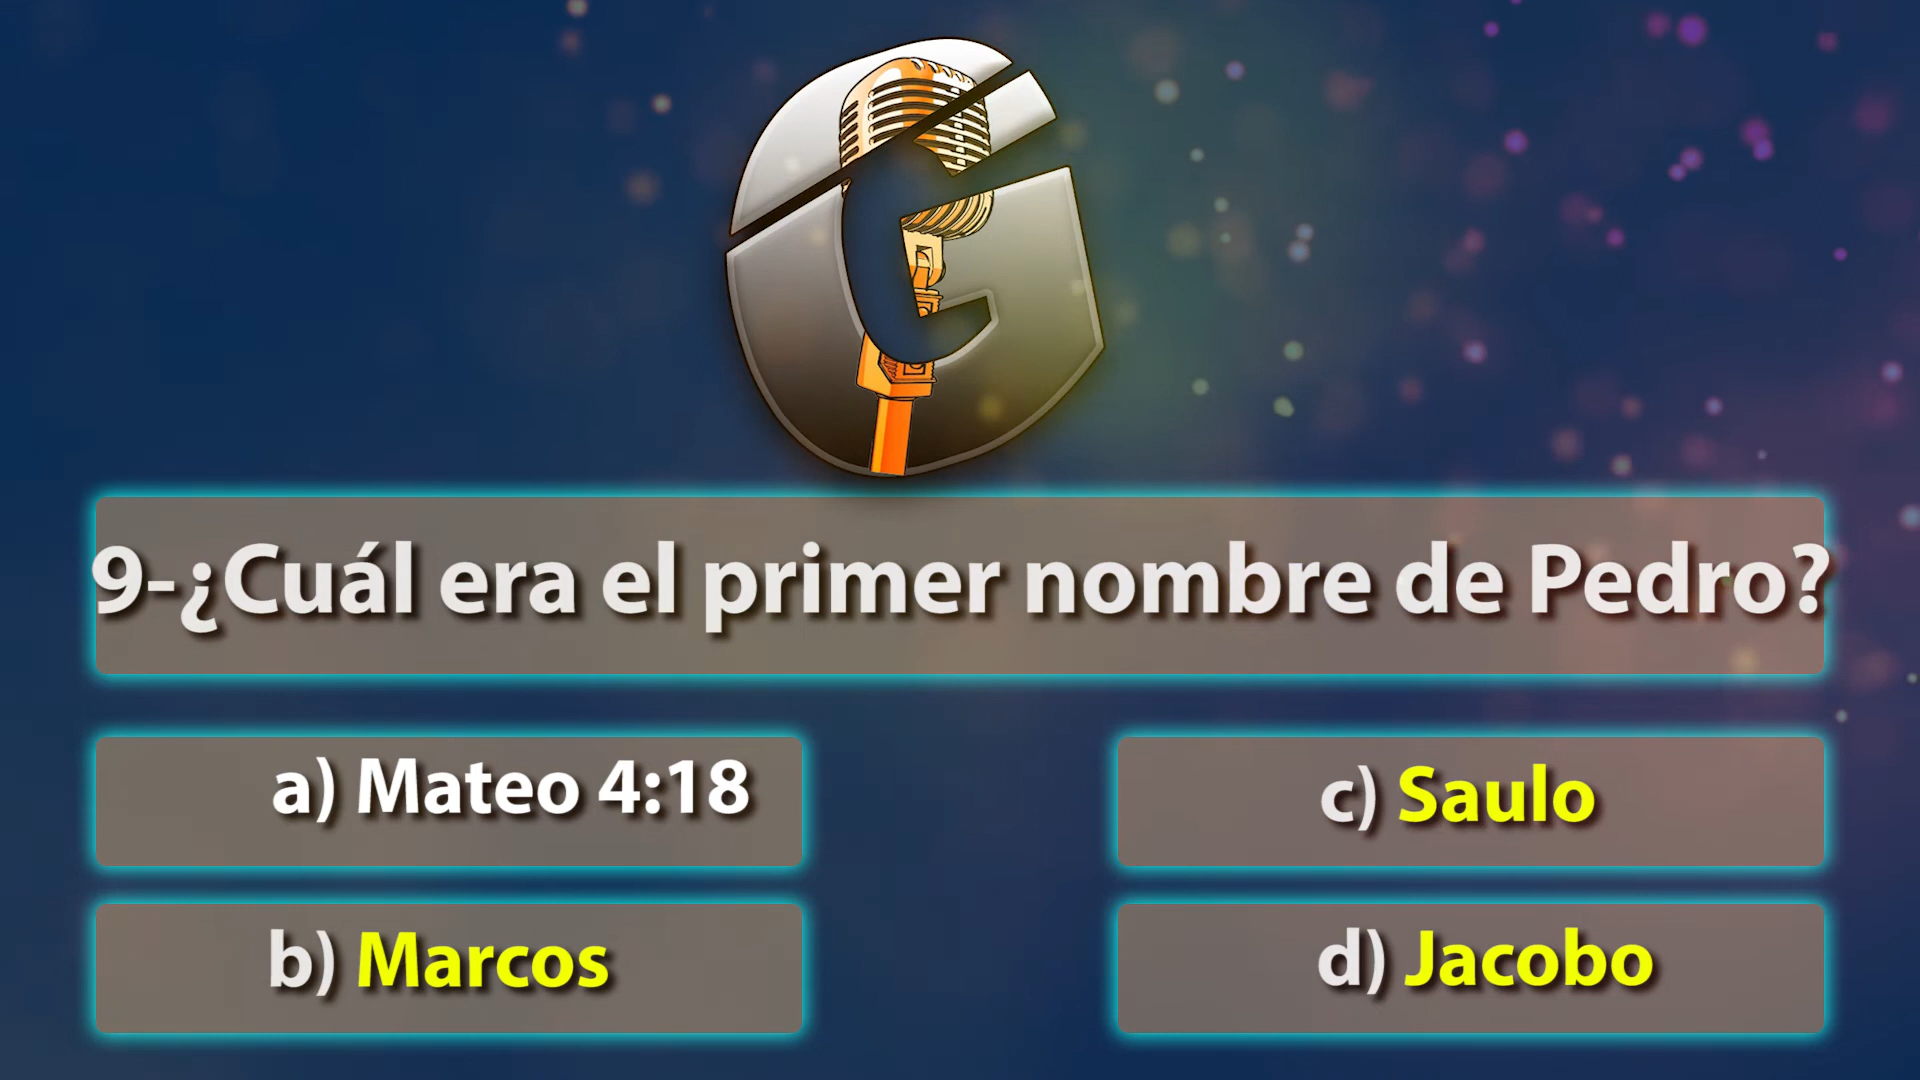 9-¿Cuál era el primer nombre de Pedro?
a) Mateo 4:18
b) Marcos
c) Saulo
d) Jacobo